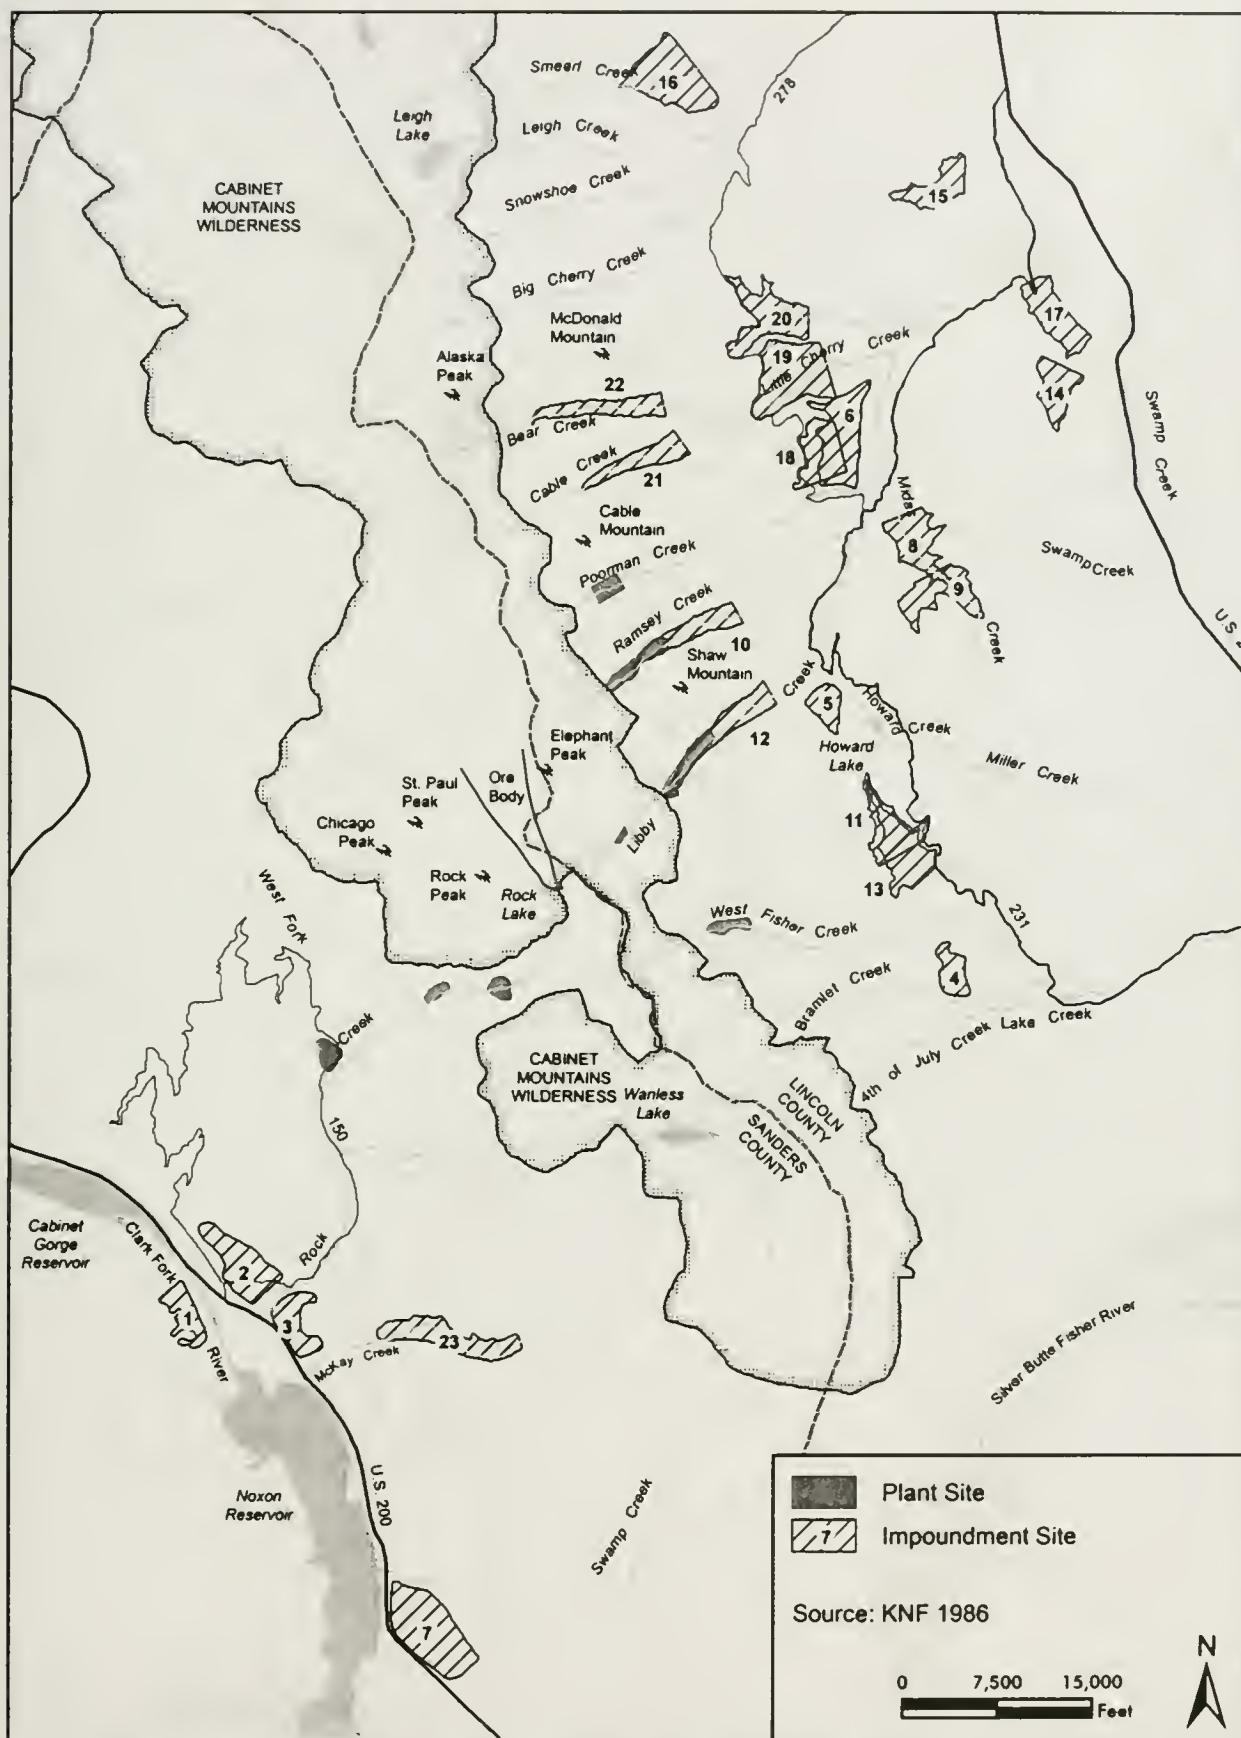 Smearl Creek
16
278
Leigh
Lake
Leigh Creek
15
CABINET
MOUNTAINS
WILDERNESS
Snowshoe Creek
Big Cherry Creek
17
20
McDonald
Mountain
19
Little Cherry Creek
Alaska
Peak
22
14
6
Swamp Creek
Bear Creek
18
Cable Creek
21
Midas
Creek
Cable
Mountain
8
Swamp Creek
Poorman Creek
9
U.S. 2
Ramsey Creek
10
Shaw
Mountain
Creek
5
Howard Creek
12
Elephant
Peak
Howard
Lake
Miller Creek
St. Paul
Peak
Ore
Body
11
Chicago
Peak
Libby
Rock
Peak
Rock
Lake
13
West Fork
West Fisher Creek
231
4
Bramlet Creek
Creek
4th of July Creek Lake Creek
CABINET
MOUNTAINS
WILDERNESS
Wanless
Lake
LINCOLN
COUNTY
SANDERS
COUNTY
150
Cabinet
Gorge
Reservoir
Clark Fork
River
Rock
2
1
3
23
McKay Creek
Silver Butte Fisher River
Noxon
Reservoir
U.S. 200
Swamp Creek
7
Plant Site
7
Impoundment Site
Source: KNF 1986
N
0 7,500 15,000
Feet